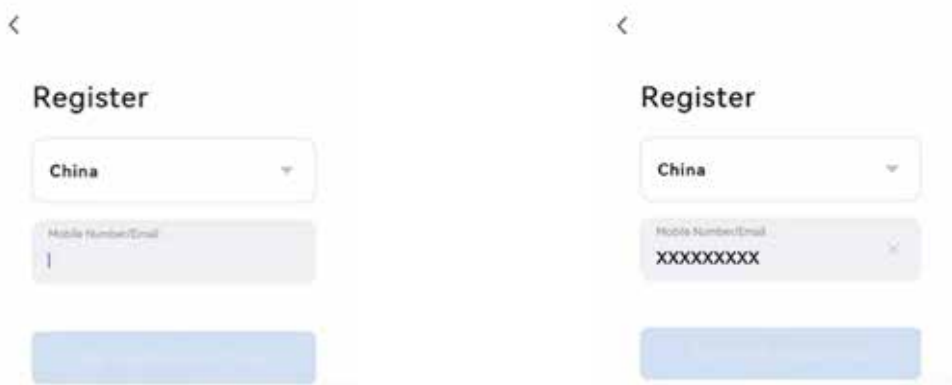 Register
China
Mobile Number/Email
Register
China
Mobile Number/Email
XXXXXXXXX